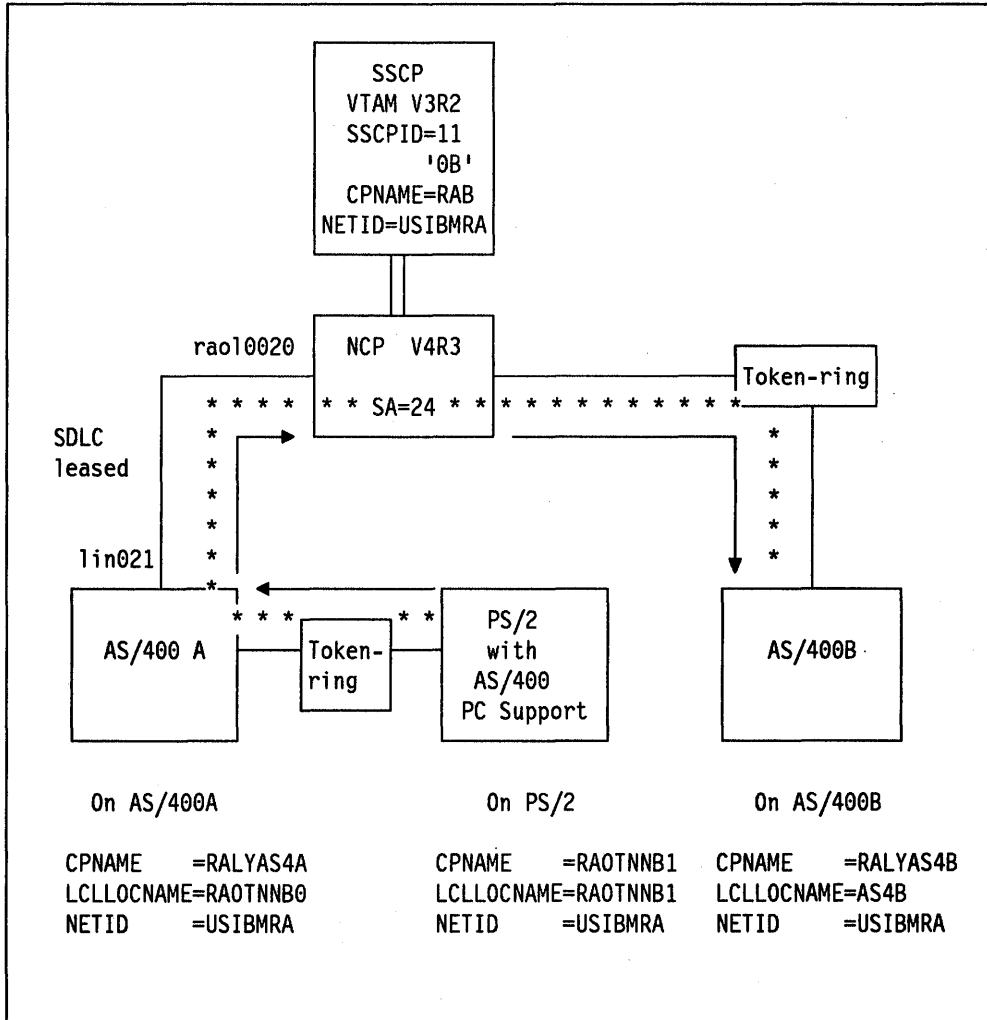 SSCP
VTAM V3R2
SSCPID=11
'0B'
CPNAME=RAB
NETID=USIBMRA
raol0020
NCP V4R3
Token-ring
* * * * * * SA=24 * * * * * * * * * * * *
SDLC
leased
lin021
AS/400 A
Token-
ring
PS/2
with
AS/400
PC Support
AS/400B
On AS/400A
CPNAME =RALYAS4A
LCLLOCNAME=RAOTNNB0
NETID =USIBMRA
On PS/2
CPNAME =RAOTNNB1
LCLLOCNAME=RAOTNNB1
NETID =USIBMRA
On AS/400B
CPNAME =RALYAS4B
LCLLOCNAME=AS4B
NETID =USIBMRA